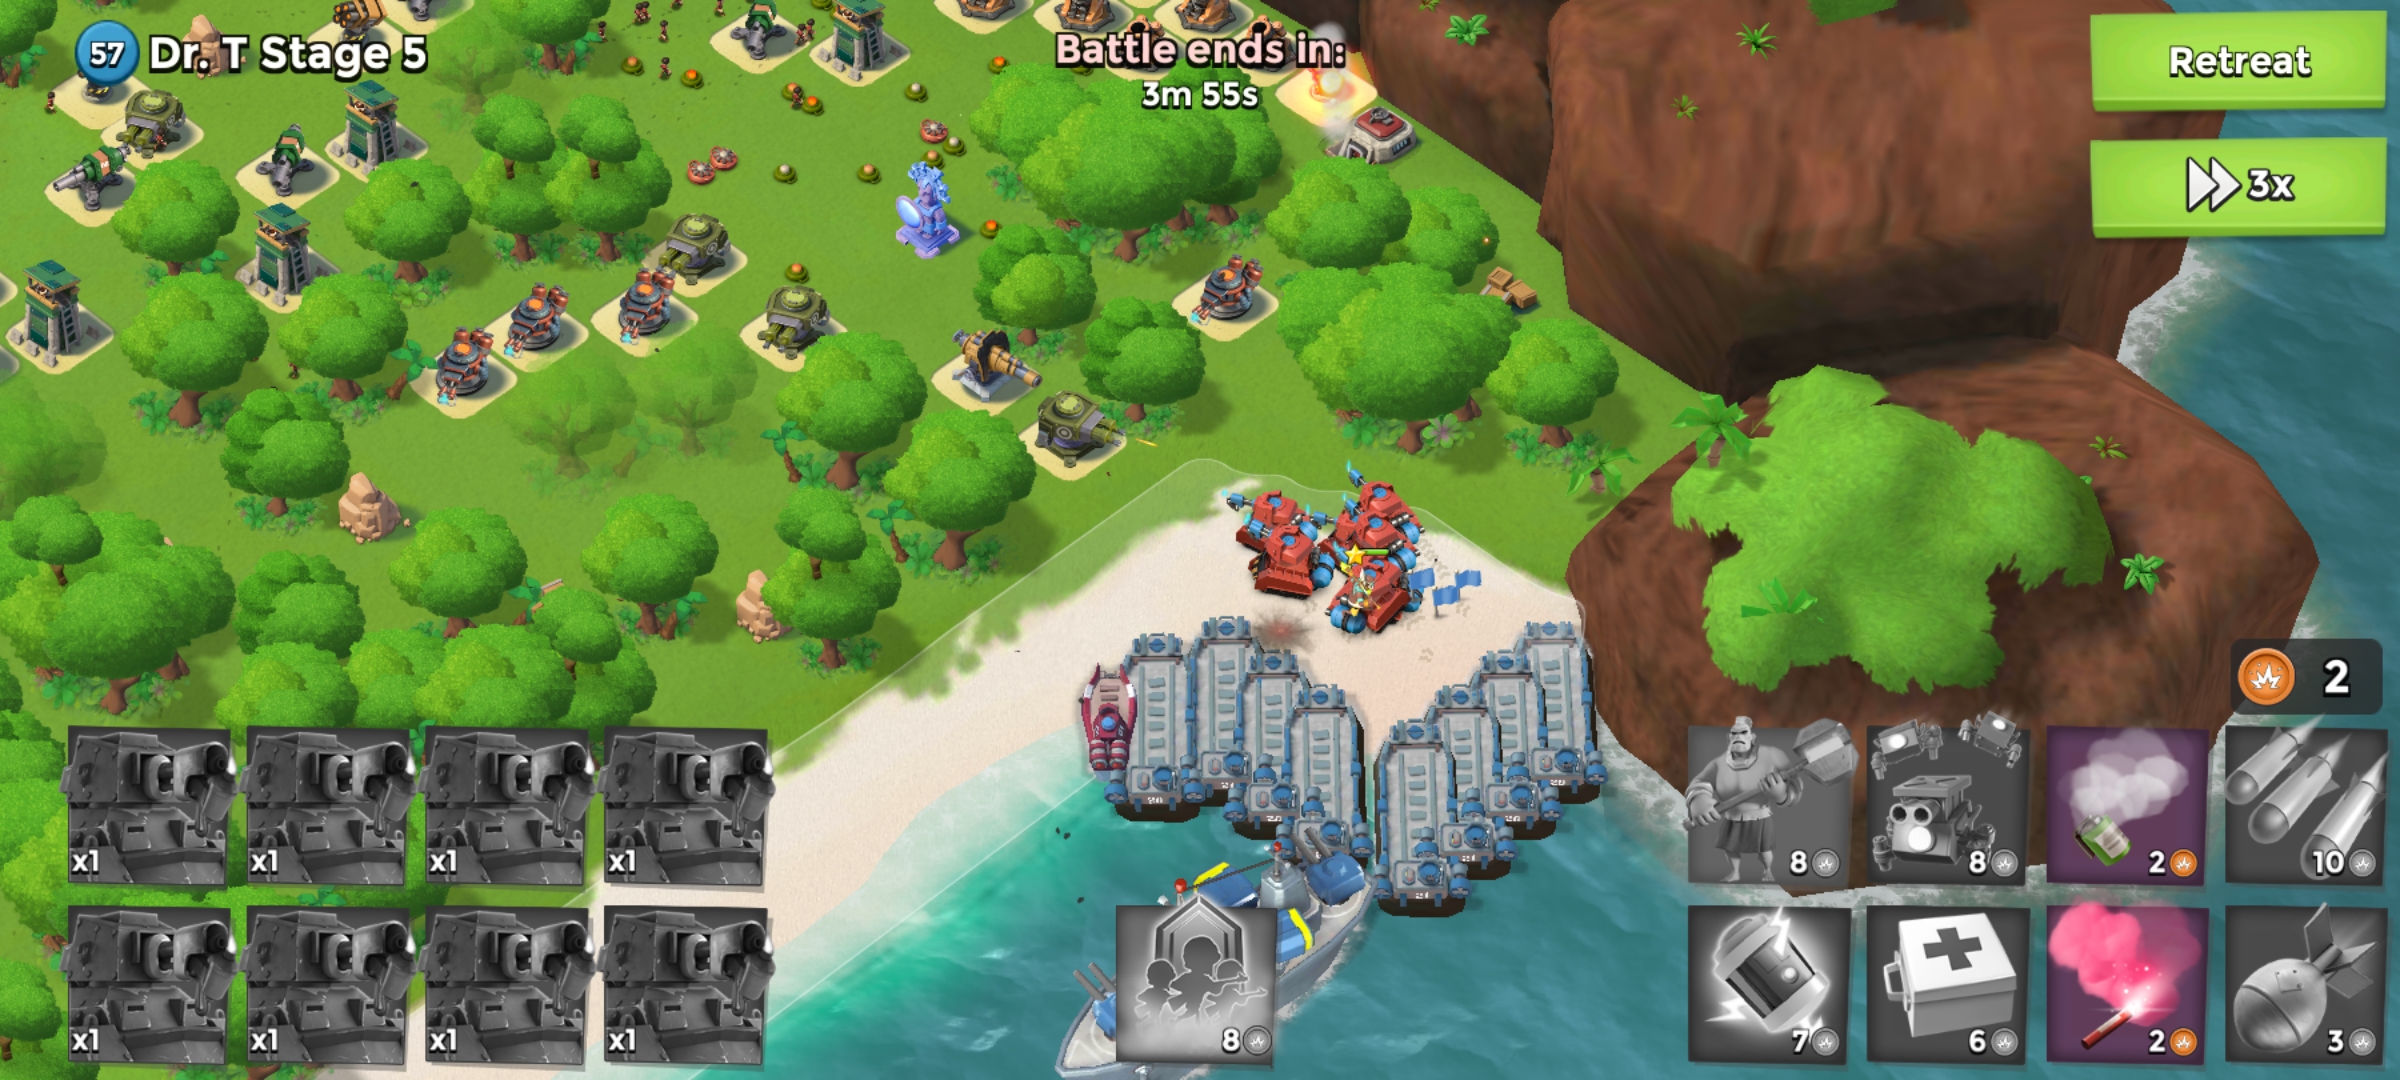 57 Dr. T Stage 5
Battle ends in:
3m 55s
Retreat
3x
2
x1 x1 x1 x1
8 8 2 10
x1 x1 x1 x1
8
7 6 2 3